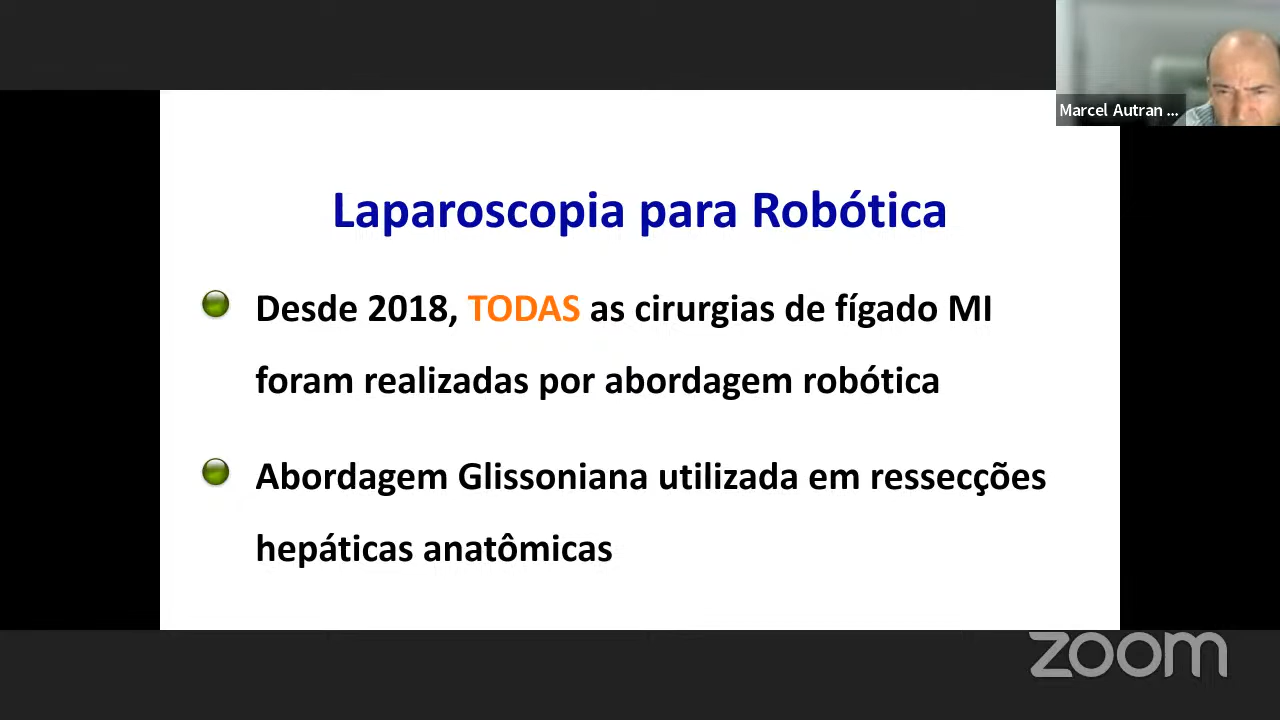 Marcel Autran ...
Laparoscopia para Robótica
Desde 2018, TODAS as cirurgias de fígado MI
foram realizadas por abordagem robótica
Abordagem Glissoniana utilizada em ressecções
hepáticas anatômicas
zoom